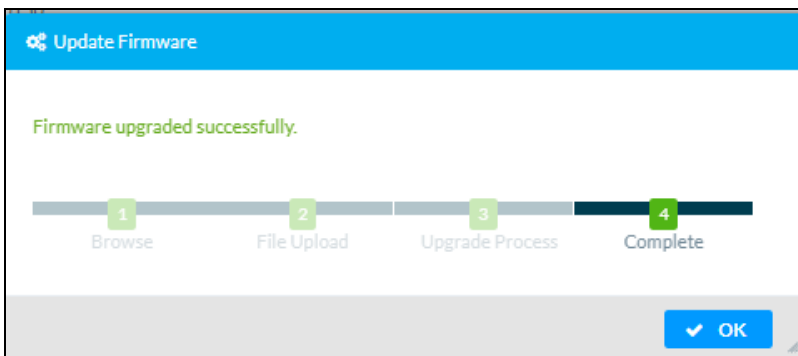 Update Firmware
Firmware upgraded successfully.
1 2 3 4
Browse File Upload Upgrade Process Complete
OK